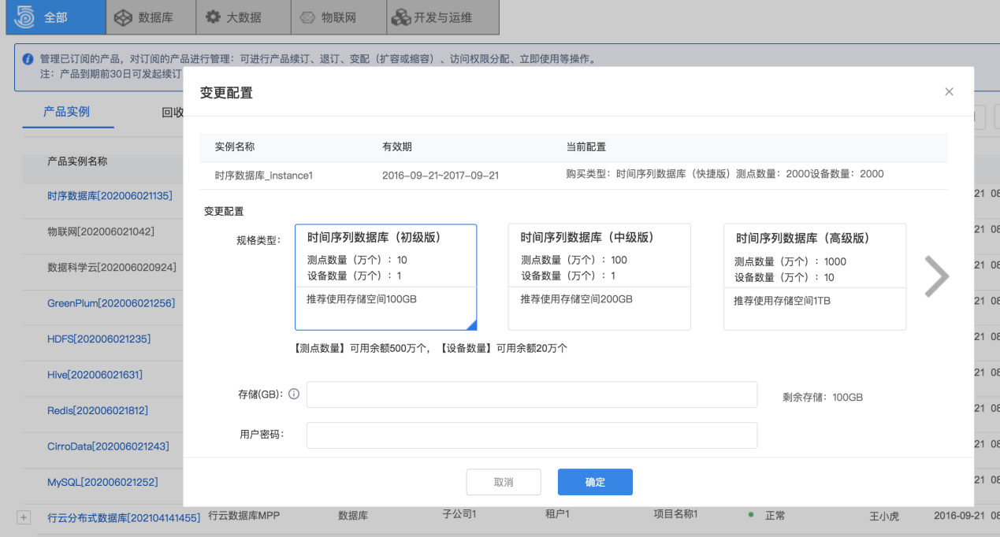 全部
数据库
大数据
物联网
开发与运维
管理已订阅的产品，对订阅的产品进行管理：可进行产品续订、退订、变配（扩容或缩容）、访问权限分配、立即使用等操作。
注：产品到期前30日可发起续订
产品实例
回收
变更配置
实例名称 有效期 当前配置
时序数据库_instance1 2016-09-21~2017-09-21 购买类型：时间序列数据库（快捷版）测点数量：2000设备数量：2000
变更配置
规格类型：
时间序列数据库（初级版）
测点数量（万个）：10
设备数量（万个）：1
推荐使用存储空间100GB
时间序列数据库（中级版）
测点数量（万个）：100
设备数量（万个）：1
推荐使用存储空间200GB
时间序列数据库（高级版）
测点数量（万个）：1000
设备数量（万个）：10
推荐使用存储空间1TB
【测点数量】可用余额500万个，【设备数量】可用余额20万个
存储(GB)：
剩余存储：100GB
用户密码：
取消
确定
产品实例名称
时序数据库[202006021135]
21 08
物联网[202006021042]
21 08
数据科学云[202006020924]
21 08
GreenPlum[202006021256]
21 08
HDFS[202006021235]
21 08
Hive[202006021631]
21 08
Redis[202006021812]
21 08
CirroData[202006021243]
21 08
MySQL[202006021252]
21 08
行云分布式数据库[202104141455] 行云数据库MPP 数据库 子公司1 租户1 项目名称1 正常 王小虎 2016-09-21 08